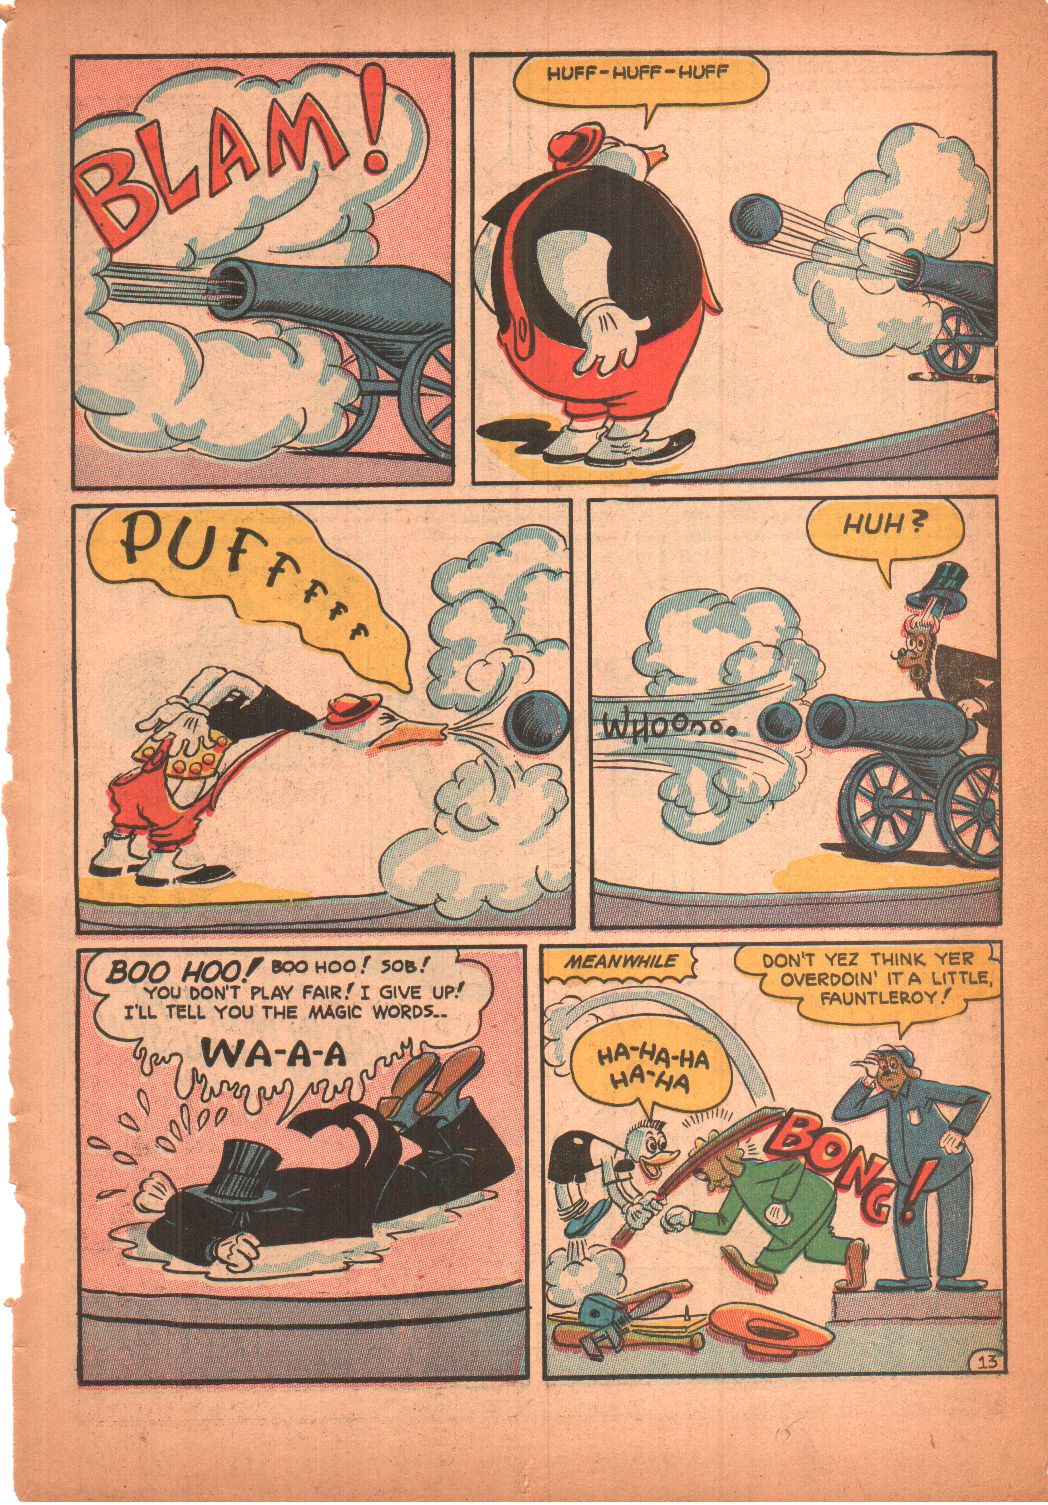 BLAM!
HUFF-HUFF-HUFF
PUFFFFFF
HUH?
WHOOooo..
BOO HOO! BOO HOO! SOB!
YOU DON'T PLAY FAIR! I GIVE UP!
I'LL TELL YOU THE MAGIC WORDS..
WA-A-A
MEANWHILE
DON'T YEZ THINK YER
OVERDOIN' IT A LITTLE,
FAUNTLEROY!
HA-HA-HA
HA-HA
BONG!
13